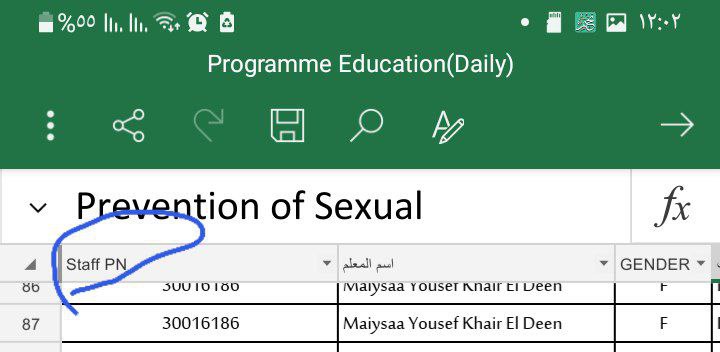 %٥٥ ١٢:٠٢
Programme Education(Daily)
Prevention of Sexual fx
Staff PN اسم المعلم GENDER
86 30016186 Maiysaa Yousef Khair El Deen F
87 30016186 Maiysaa Yousef Khair El Deen F